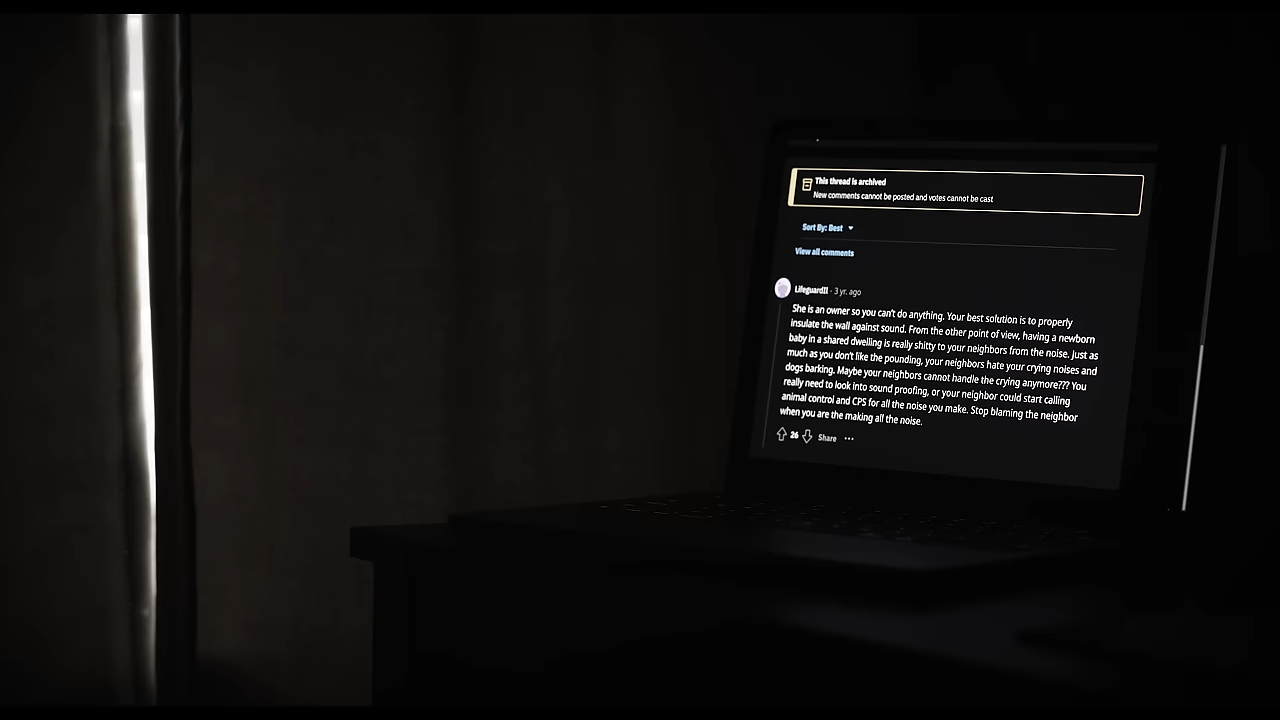 This thread is archived
New comments cannot be posted and votes cannot be cast
Sort By: Best
View all comments
LifeguardII · 3 yr. ago
She is an owner so you can't do anything. Your best solution is to properly
insulate the wall against sound. From the other point of view, having a newborn
baby in a shared dwelling is really shitty to your neighbors from the noise. Just as
much as you don't like the pounding, your neighbors hate your crying noises and
dogs barking. Maybe your neighbors cannot handle the crying anymore??? You
really need to look into sound proofing, or your neighbor could start calling
animal control and CPS for all the noise you make. Stop blaming the neighbor
when you are the making all the noise.
26 Share ···